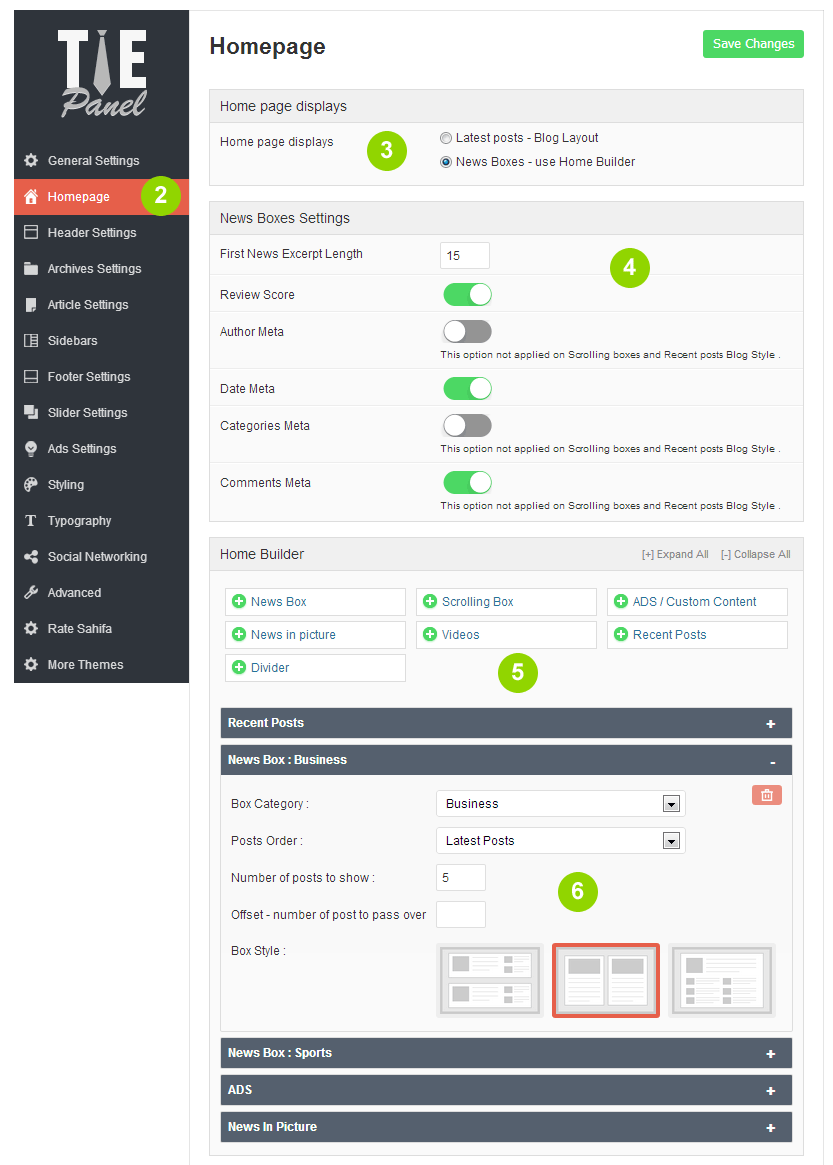 TIE
Panel
General Settings
Homepage
2
Header Settings
Archives Settings
Article Settings
Sidebars
Footer Settings
Slider Settings
Ads Settings
Styling
Typography
Social Networking
Advanced
Rate Sahifa
More Themes
Homepage
Save Changes
Home page displays
Home page displays
3
Latest posts - Blog Layout
News Boxes - use Home Builder
News Boxes Settings
First News Excerpt Length
15
4
Review Score
Author Meta
This option not applied on Scrolling boxes and Recent posts Blog Style .
Date Meta
Categories Meta
This option not applied on Scrolling boxes and Recent posts Blog Style .
Comments Meta
This option not applied on Scrolling boxes and Recent posts Blog Style .
Home Builder [+] Expand All [-] Collapse All
News Box Scrolling Box ADS / Custom Content
News in picture Videos Recent Posts
Divider
5
Recent Posts +
News Box : Business -
Box Category : Business
Posts Order : Latest Posts
Number of posts to show : 5
6
Offset - number of post to pass over
Box Style :
News Box : Sports +
ADS +
News In Picture +